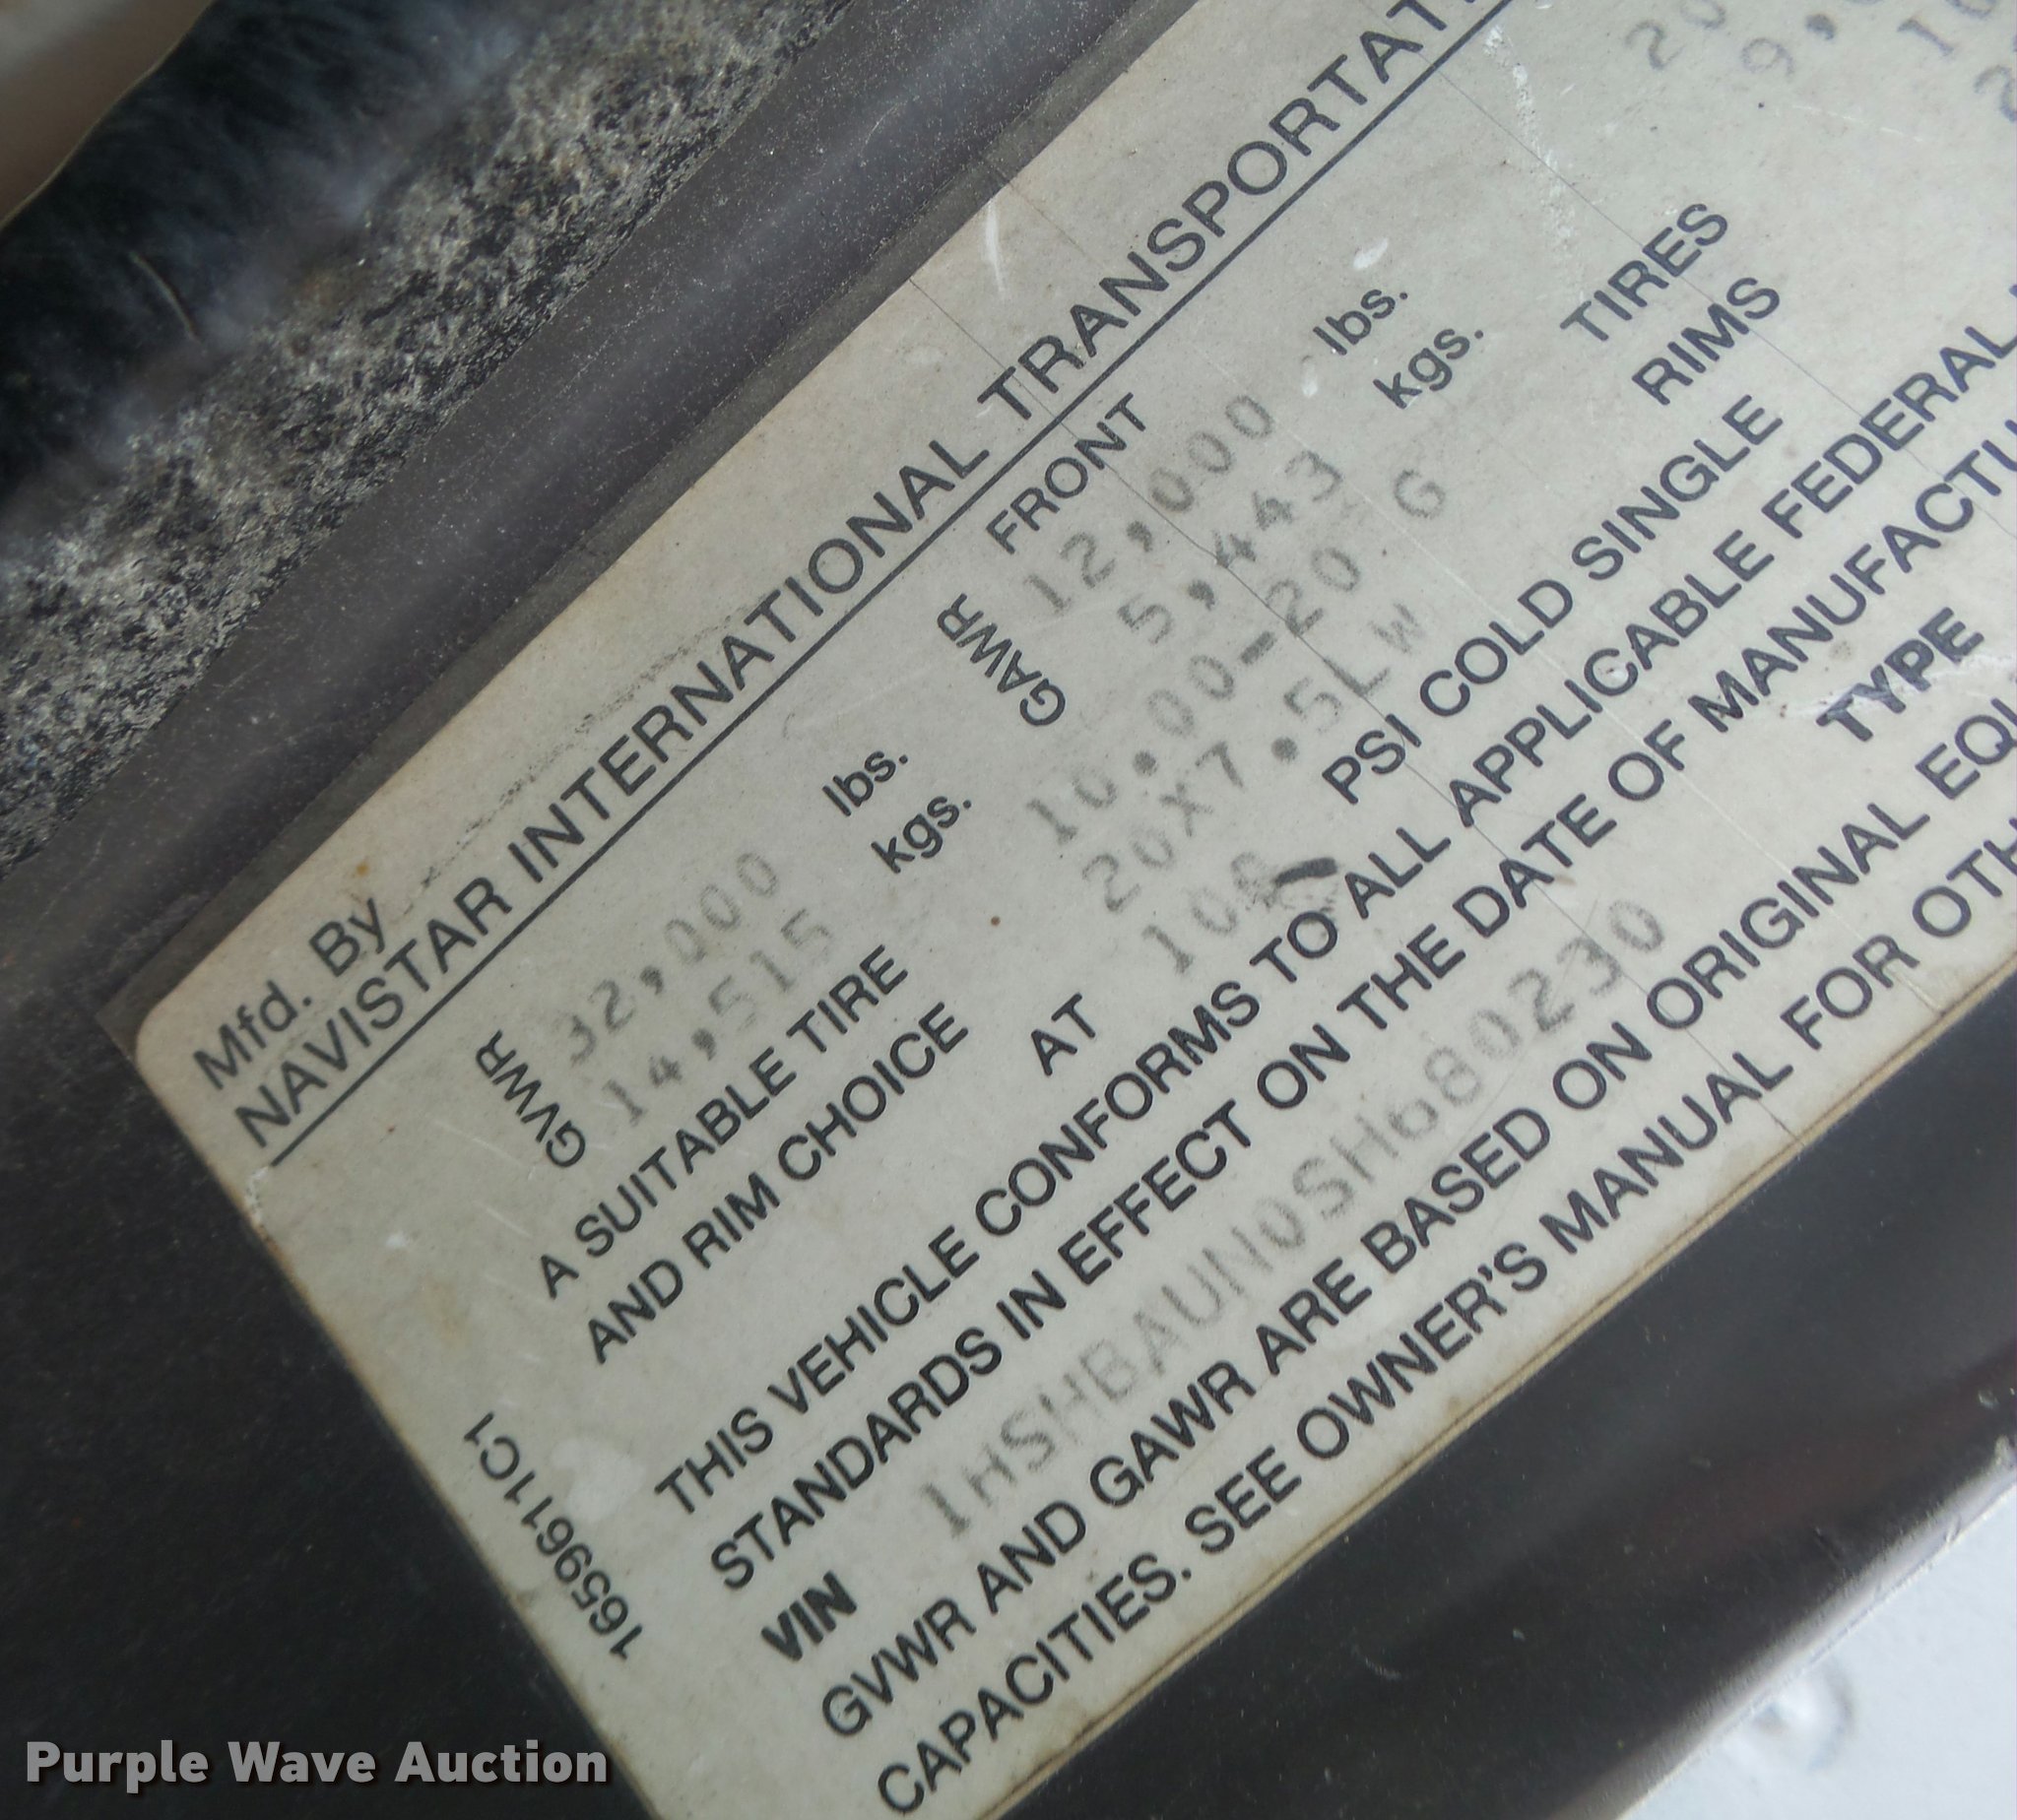 Mfd. By
NAVISTAR INTERNATIONAL TRANSPORTATI
GVWR 32,000 lbs.
14,515 kgs.
GAWR FRONT
12,000 lbs.
5,443 kgs.
A SUITABLE TIRE 10.00-20 G TIRES
AND RIM CHOICE 20X7.5LW RIMS
AT 100 PSI COLD SINGLE
THIS VEHICLE CONFORMS TO ALL APPLICABLE FEDERAL
STANDARDS IN EFFECT ON THE DATE OF MANUFACTU
VIN 1HSHBAUN0SH680230 TYPE
GVWR AND GAWR ARE BASED ON ORIGINAL EQU
CAPACITIES. SEE OWNER'S MANUAL FOR OTH
1659611C1
Purple Wave Auction